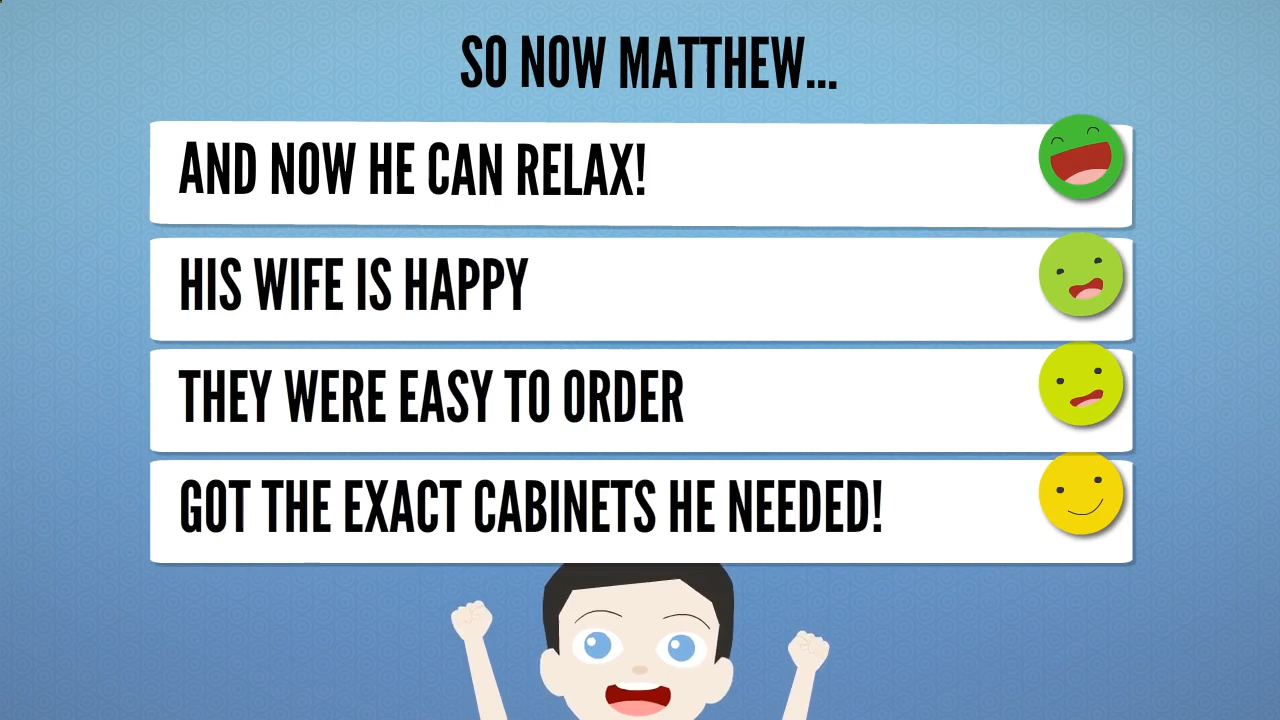 SO NOW MATTHEW...
AND NOW HE CAN RELAX!
HIS WIFE IS HAPPY
THEY WERE EASY TO ORDER
GOT THE EXACT CABINETS HE NEEDED!